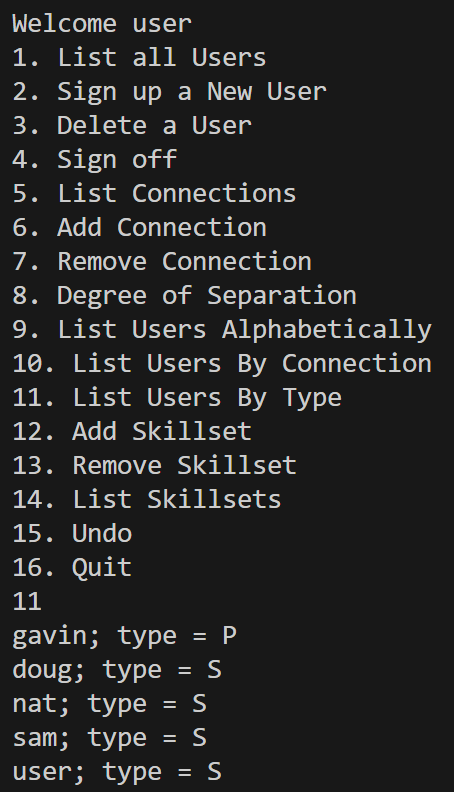 Welcome user
1. List all Users
2. Sign up a New User
3. Delete a User
4. Sign off
5. List Connections
6. Add Connection
7. Remove Connection
8. Degree of Separation
9. List Users Alphabetically
10. List Users By Connection
11. List Users By Type
12. Add Skillset
13. Remove Skillset
14. List Skillsets
15. Undo
16. Quit
11
gavin; type = P
doug; type = S
nat; type = S
sam; type = S
user; type = S